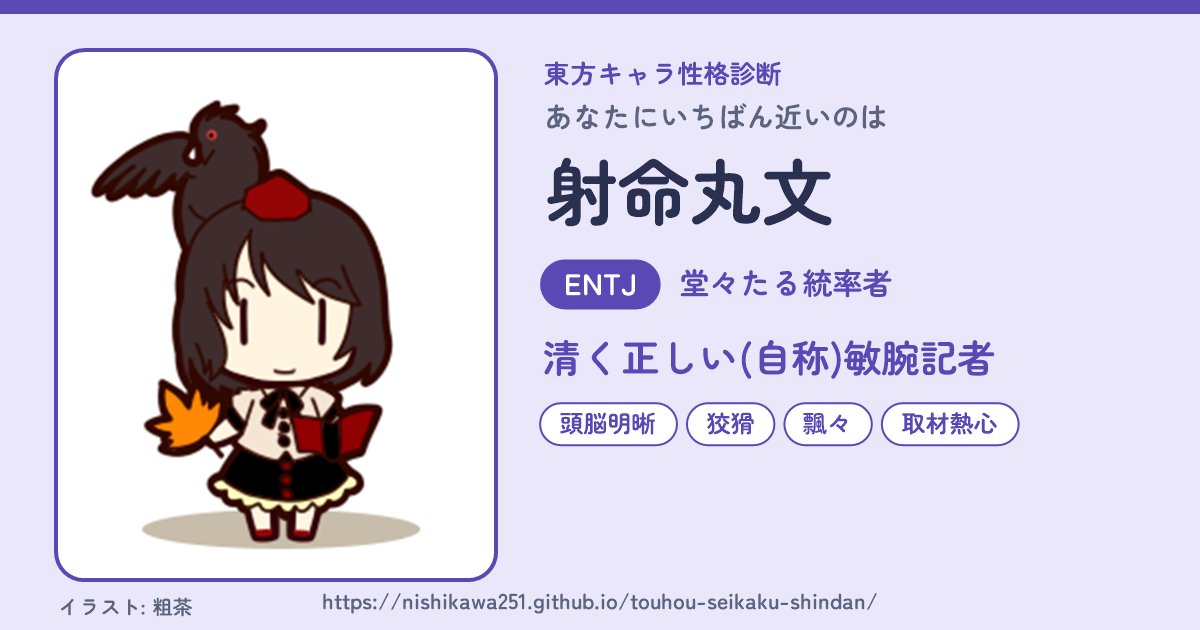 東方キャラ性格診断
あなたにいちばん近いのは
射命丸文
ENTJ 堂々たる統率者
清く正しい(自称)敏腕記者
頭脳明晰 狡猾 飄々 取材熱心
イラスト: 粗茶
https://nishikawa251.github.io/touhou-seikaku-shindan/